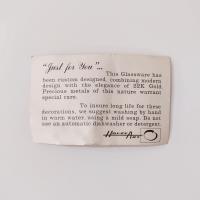 "Just for You"...
This Glassware has
been custom designed, combining modern
design with the elegance of 22K Gold.
Precious metals of this nature warrant
special care.
To insure long life for these
decorations, we suggest washing by hand
in warm water, using a mild soap. Do not
use an automatic dishwasher or detergent.